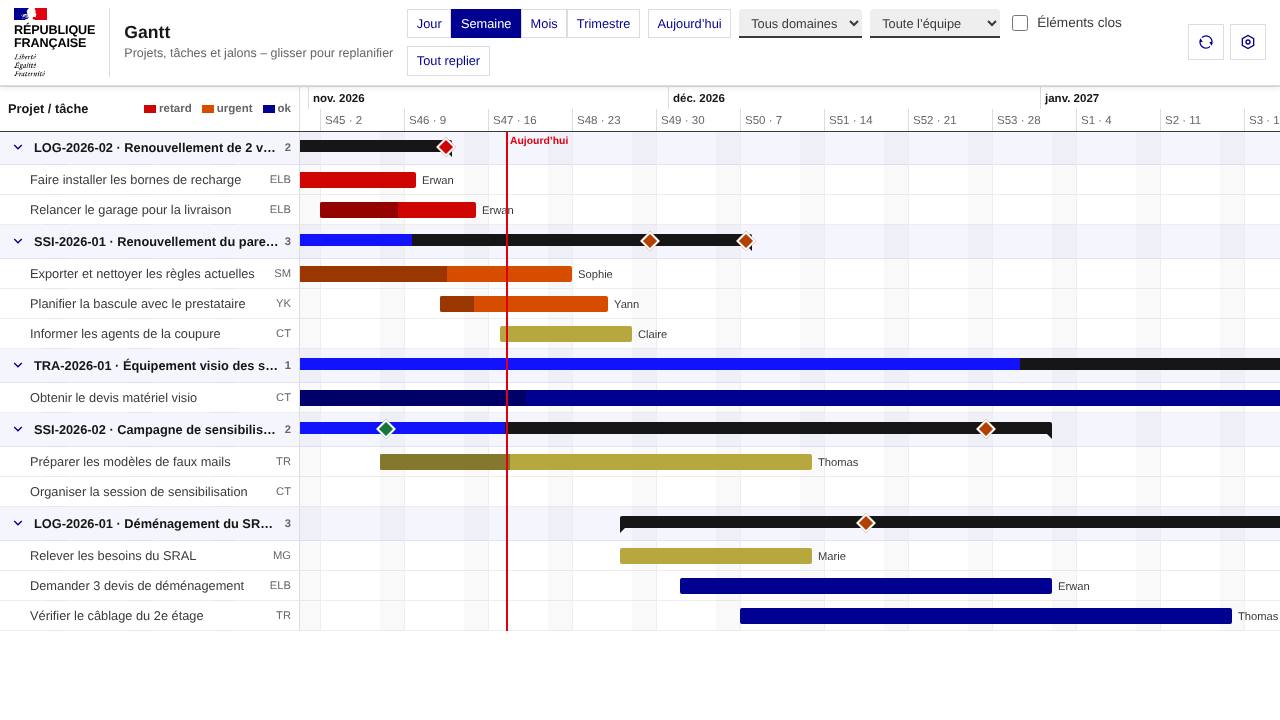 RÉPUBLIQUE
FRANÇAISE
Liberté
Égalité
Fraternité
Gantt
Projets, tâches et jalons – glisser pour replanifier
Jour Semaine Mois Trimestre Aujourd'hui Tous domaines Toute l'équipe Éléments clos
Tout replier
Projet / tâche retard urgent ok
nov. 2026 déc. 2026 janv. 2027
S45 · 2 S46 · 9 S47 · 16 S48 · 23 S49 · 30 S50 · 7 S51 · 14 S52 · 21 S53 · 28 S1 · 4 S2 · 11 S3 · 1
Aujourd'hui
LOG-2026-02 · Renouvellement de 2 v… 2
Faire installer les bornes de recharge ELB Erwan
Relancer le garage pour la livraison ELB Erwan
SSI-2026-01 · Renouvellement du pare… 3
Exporter et nettoyer les règles actuelles SM Sophie
Planifier la bascule avec le prestataire YK Yann
Informer les agents de la coupure CT Claire
TRA-2026-01 · Équipement visio des s… 1
Obtenir le devis matériel visio CT
SSI-2026-02 · Campagne de sensibilis… 2
Préparer les modèles de faux mails TR Thomas
Organiser la session de sensibilisation CT
LOG-2026-01 · Déménagement du SR… 3
Relever les besoins du SRAL MG Marie
Demander 3 devis de déménagement ELB Erwan
Vérifier le câblage du 2e étage TR Thomas